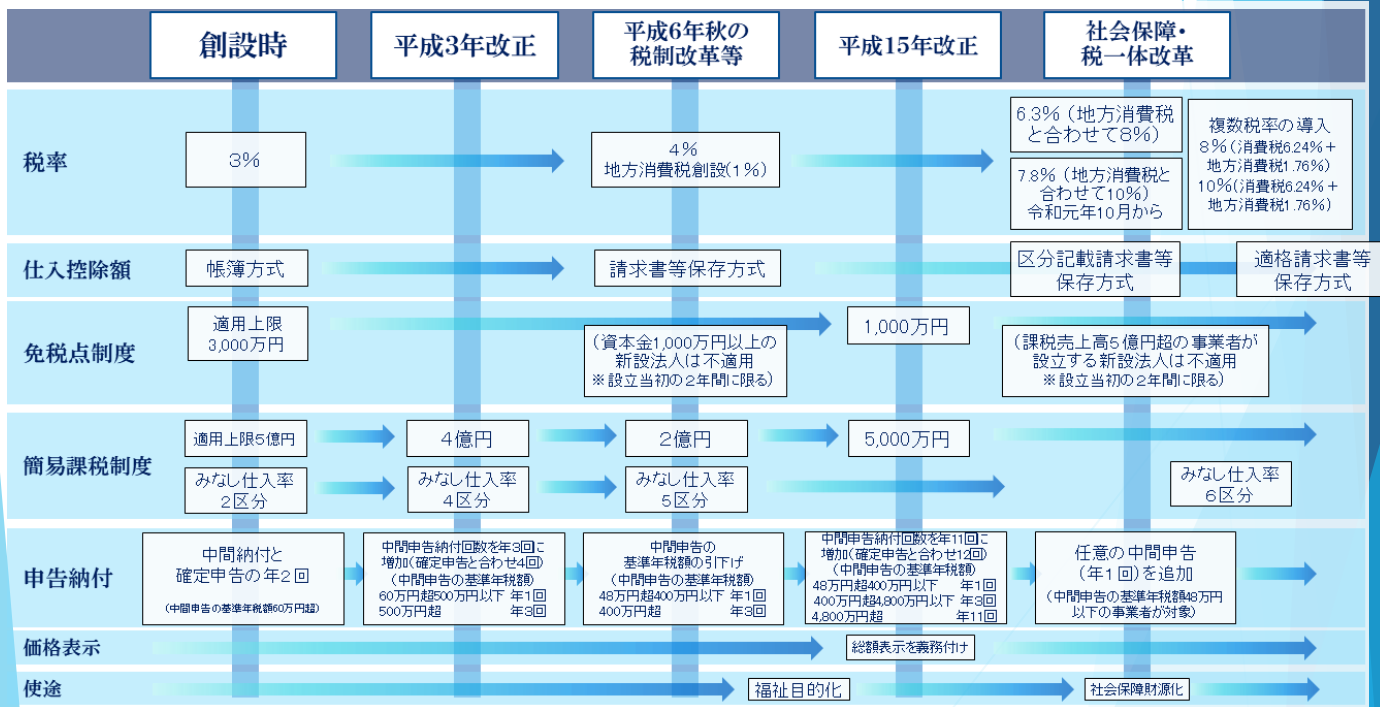 創設時
平成3年改正
平成6年秋の
税制改革等
平成15年改正
社会保障・
税一体改革
税率
3%
4%
地方消費税創設(1%)
6.3%(地方消費税
と合わせて8%)
7.8%(地方消費税と
合わせて10%)
令和元年10月から
複数税率の導入
8%(消費税6.24%+
地方消費税1.76%)
10%(消費税6.24%+
地方消費税1.76%)
仕入控除額
帳簿方式
請求書等保存方式
区分記載請求書等
保存方式
適格請求書等
保存方式
免税点制度
適用上限
3,000万円
(資本金1,000万円以上の
新設法人は不適用
※設立当初の2年間に限る)
1,000万円
(課税売上高5億円超の事業者が
設立する新設法人は不適用
※設立当初の2年間に限る)
簡易課税制度
適用上限5億円
4億円
2億円
5,000万円
みなし仕入率
2区分
みなし仕入率
4区分
みなし仕入率
5区分
みなし仕入率
6区分
申告納付
中間納付と
確定申告の年2回
(中間申告の基準年税額60万円超)
中間申告納付回数を年3回に
増加(確定申告と合わせ4回)
(中間申告の基準年税額)
60万円超500万円以下 年1回
500万円超 年3回
中間申告の
基準年税額の引下げ
(中間申告の基準年税額)
48万円超400万円以下 年1回
400万円超 年3回
中間申告納付回数を年11回に
増加(確定申告と合わせ12回)
(中間申告の基準年税額)
48万円超400万円以下 年1回
400万円超4,800万円以下 年3回
4,800万円超 年11回
任意の中間申告
(年1回)を追加
(中間申告の基準年税額48万円
以下の事業者が対象)
価格表示
総額表示を義務付け
使途
福祉目的化
社会保障財源化